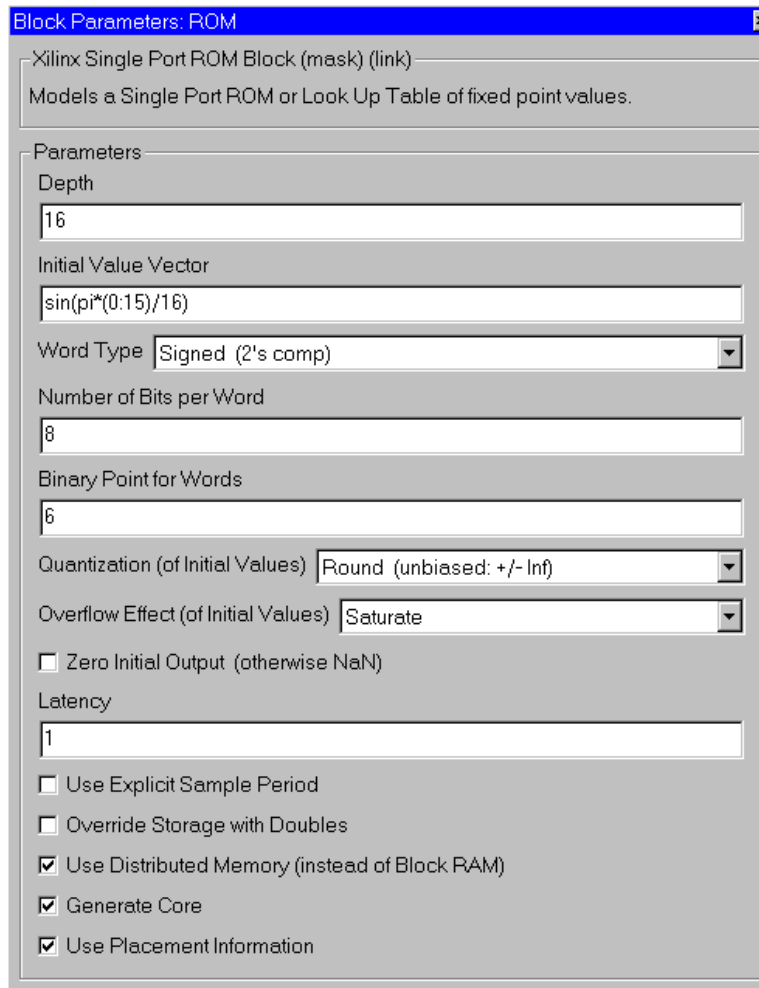 Block Parameters: ROM
Xilinx Single Port ROM Block (mask) (link)
Models a Single Port ROM or Look Up Table of fixed point values.
Parameters
Depth
16
Initial Value Vector
sin(pi*(0:15)/16)
Word Type Signed (2's comp)
Number of Bits per Word
8
Binary Point for Words
6
Quantization (of Initial Values) Round (unbiased: +/- Inf)
Overflow Effect (of Initial Values) Saturate
Zero Initial Output (otherwise NaN)
Latency
1
Use Explicit Sample Period
Override Storage with Doubles
Use Distributed Memory (instead of Block RAM)
Generate Core
Use Placement Information